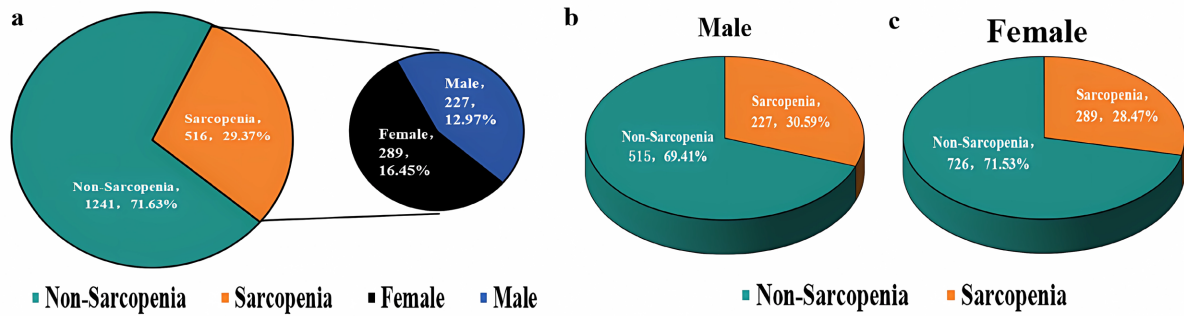 a
Sarcopenia,
516, 29.37%
Non-Sarcopenia,
1241, 71.63%
Male,
227,
12.97%
Female,
289,
16.45%
Non-Sarcopenia
Sarcopenia
Female
Male
b
Male
Sarcopenia,
227, 30.59%
Non-Sarcopenia
515, 69.41%
c
Female
Sarcopenia,
289, 28.47%
Non-Sarcopenia,
726, 71.53%
Non-Sarcopenia
Sarcopenia